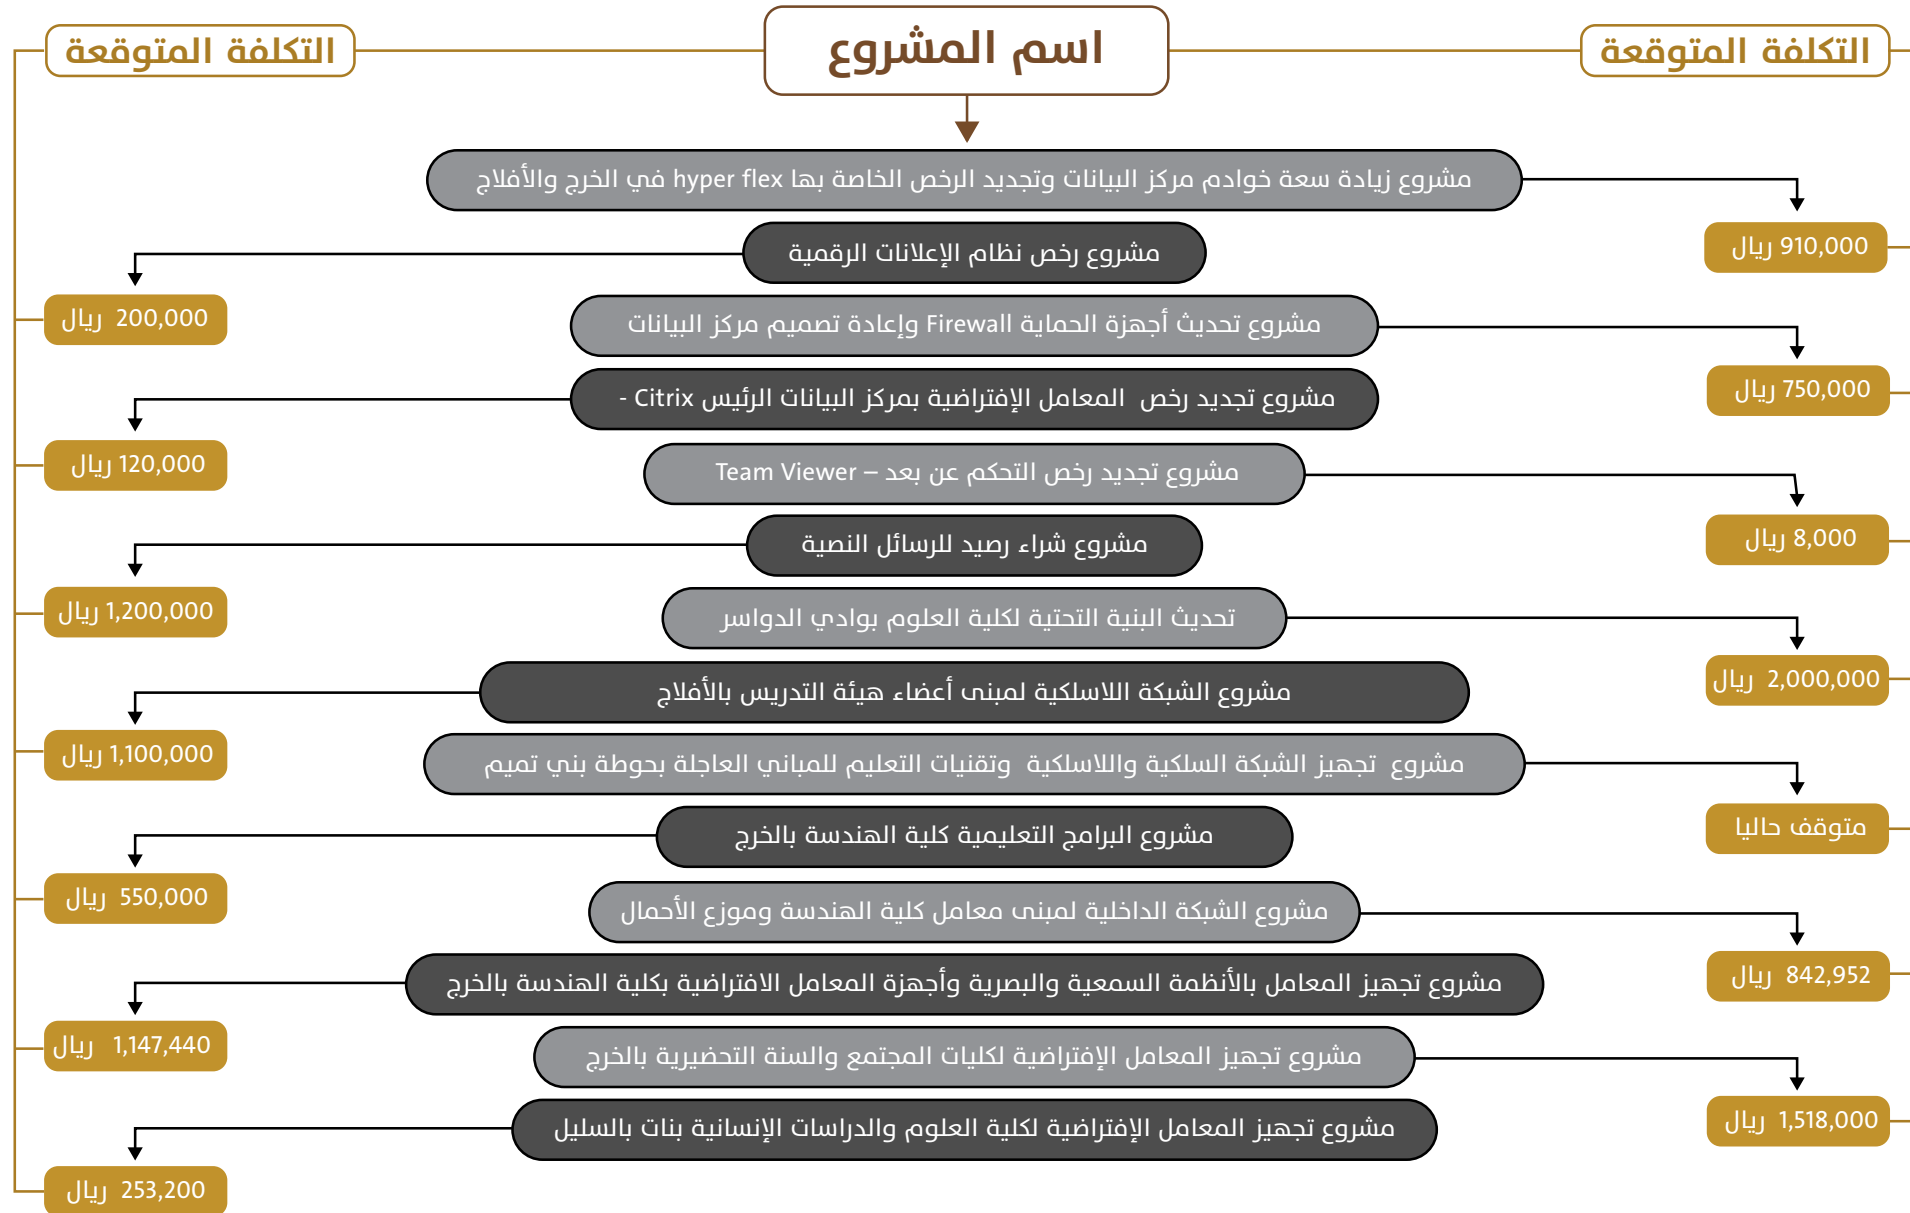 التكلفة المتوقعة
اسم المشروع
التكلفة المتوقعة
مشروع زيادة سعة خوادم مركز البيانات وتجديد الرخص الخاصة بها hyper flex في الخرج والأفلاج
910,000 ريال
مشروع رخص نظام الإعلانات الرقمية
200,000 ريال
مشروع تحديث أجهزة الحماية Firewall وإعادة تصميم مركز البيانات
750,000 ريال
مشروع تجديد رخص المعامل الإفتراضية بمركز البيانات الرئيس Citrix -
120,000 ريال
مشروع تجديد رخص التحكم عن بعد – Team Viewer
8,000 ريال
مشروع شراء رصيد للرسائل النصية
1,200,000 ريال
تحديث البنية التحتية لكلية العلوم بوادي الدواسر
2,000,000 ريال
مشروع الشبكة اللاسلكية لمبنى أعضاء هيئة التدريس بالأفلاج
1,100,000 ريال
مشروع تجهيز الشبكة السلكية واللاسلكية وتقنيات التعليم للمباني العاجلة بحوطة بني تميم
متوقف حاليا
مشروع البرامج التعليمية كلية الهندسة بالخرج
550,000 ريال
مشروع الشبكة الداخلية لمبنى معامل كلية الهندسة وموزع الأحمال
842,952 ريال
مشروع تجهيز المعامل بالأنظمة السمعية والبصرية وأجهزة المعامل الافتراضية بكلية الهندسة بالخرج
1,147,440 ريال
مشروع تجهيز المعامل الإفتراضية لكليات المجتمع والسنة التحضيرية بالخرج
1,518,000 ريال
مشروع تجهيز المعامل الإفتراضية لكلية العلوم والدراسات الإنسانية بنات بالسليل
253,200 ريال